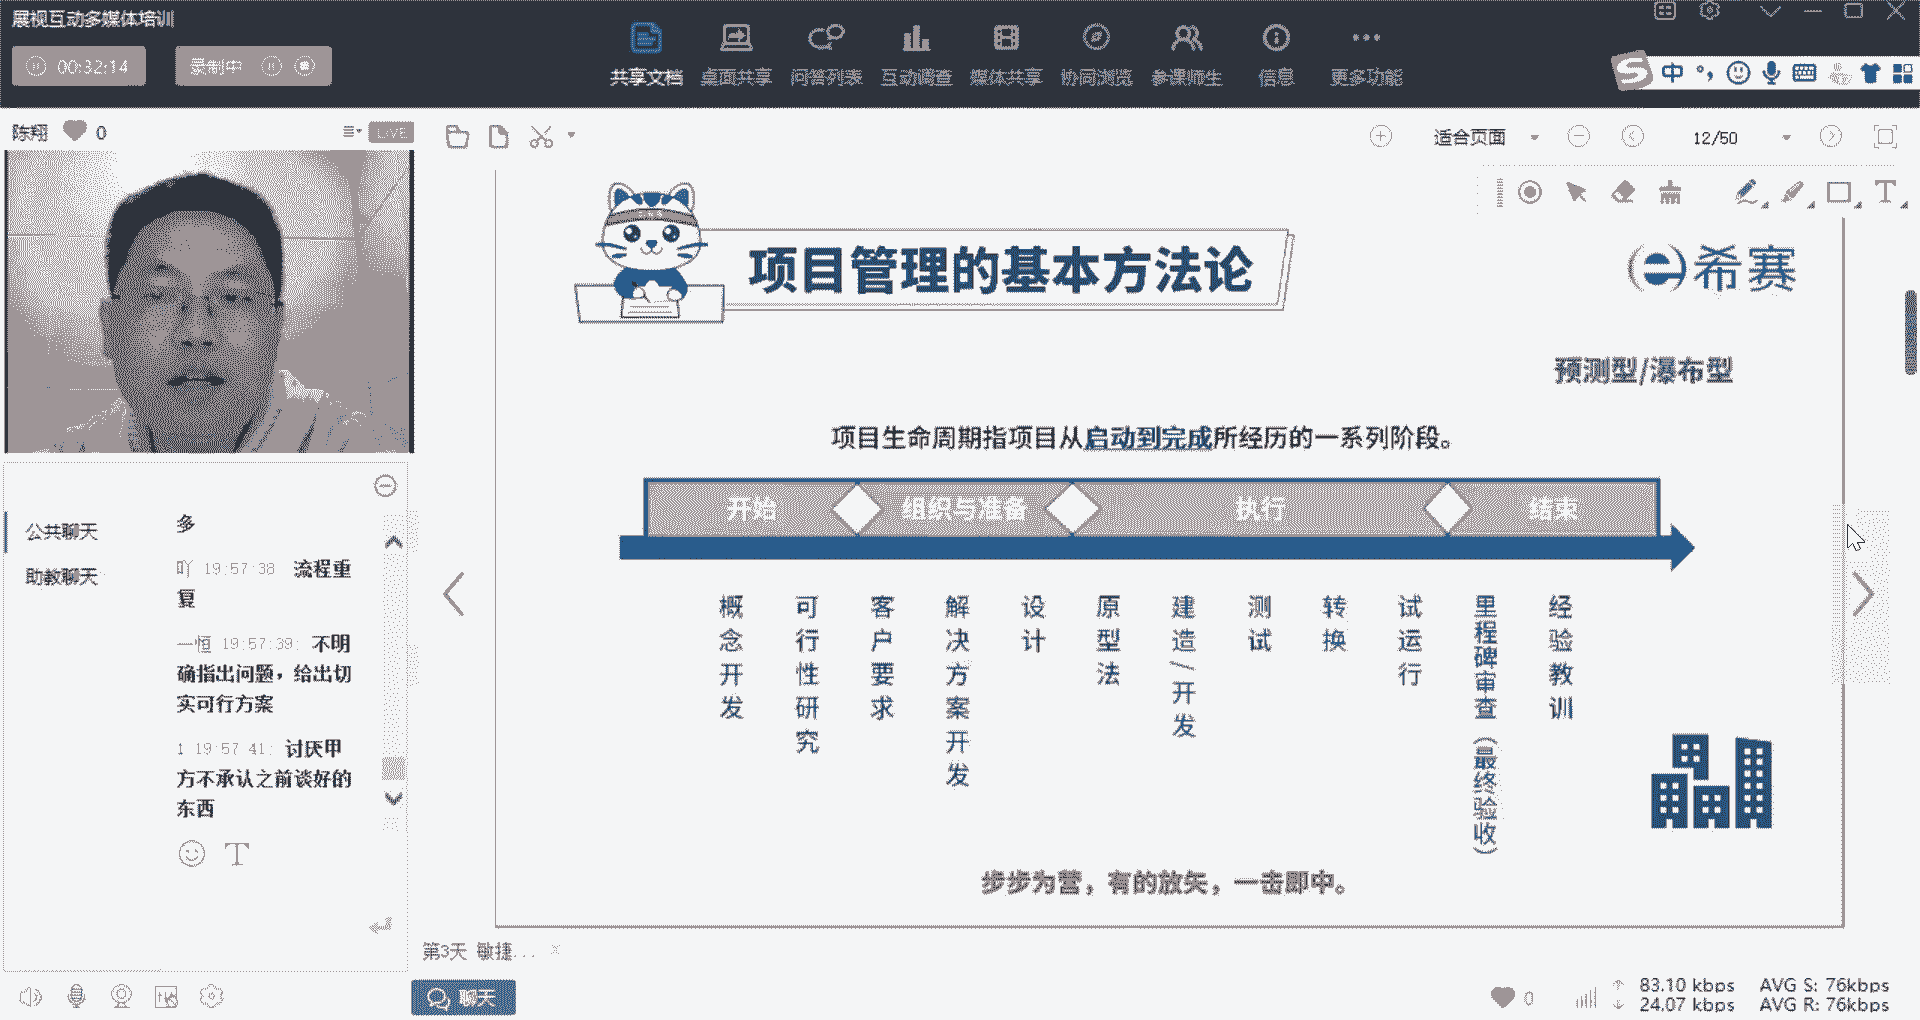 展视互动多媒体培训
00:32:14
录制中
共享文档 桌面共享 问答列表 互动调查 媒体共享 协同浏览 参课师生 信息 更多功能
中
陈翔 0
LIVE
适合页面
12/50
项目管理的基本方法论
希赛
预测型/瀑布型
项目生命周期指项目从启动到完成所经历的一系列阶段。
开始 组织与准备 执行 结束
概念开发
可行性研究
客户要求
解决方案开发
设计
原型法
建造/开发
测试
转换
试运行
里程碑审查（最终验收）
经验教训
步步为营，有的放矢，一击即中。
公共聊天
助教聊天
多
吖 19:57:38 流程重
复
一恒 19:57:39: 不明
确指出问题，给出切
实可行方案
1 19:57 41: 讨厌甲
方不承认之前谈好的
东西
第3天 敏捷...
聊天
0
83.10 kbps AVG S: 76kbps
24.07 kbps AVG R: 76kbps